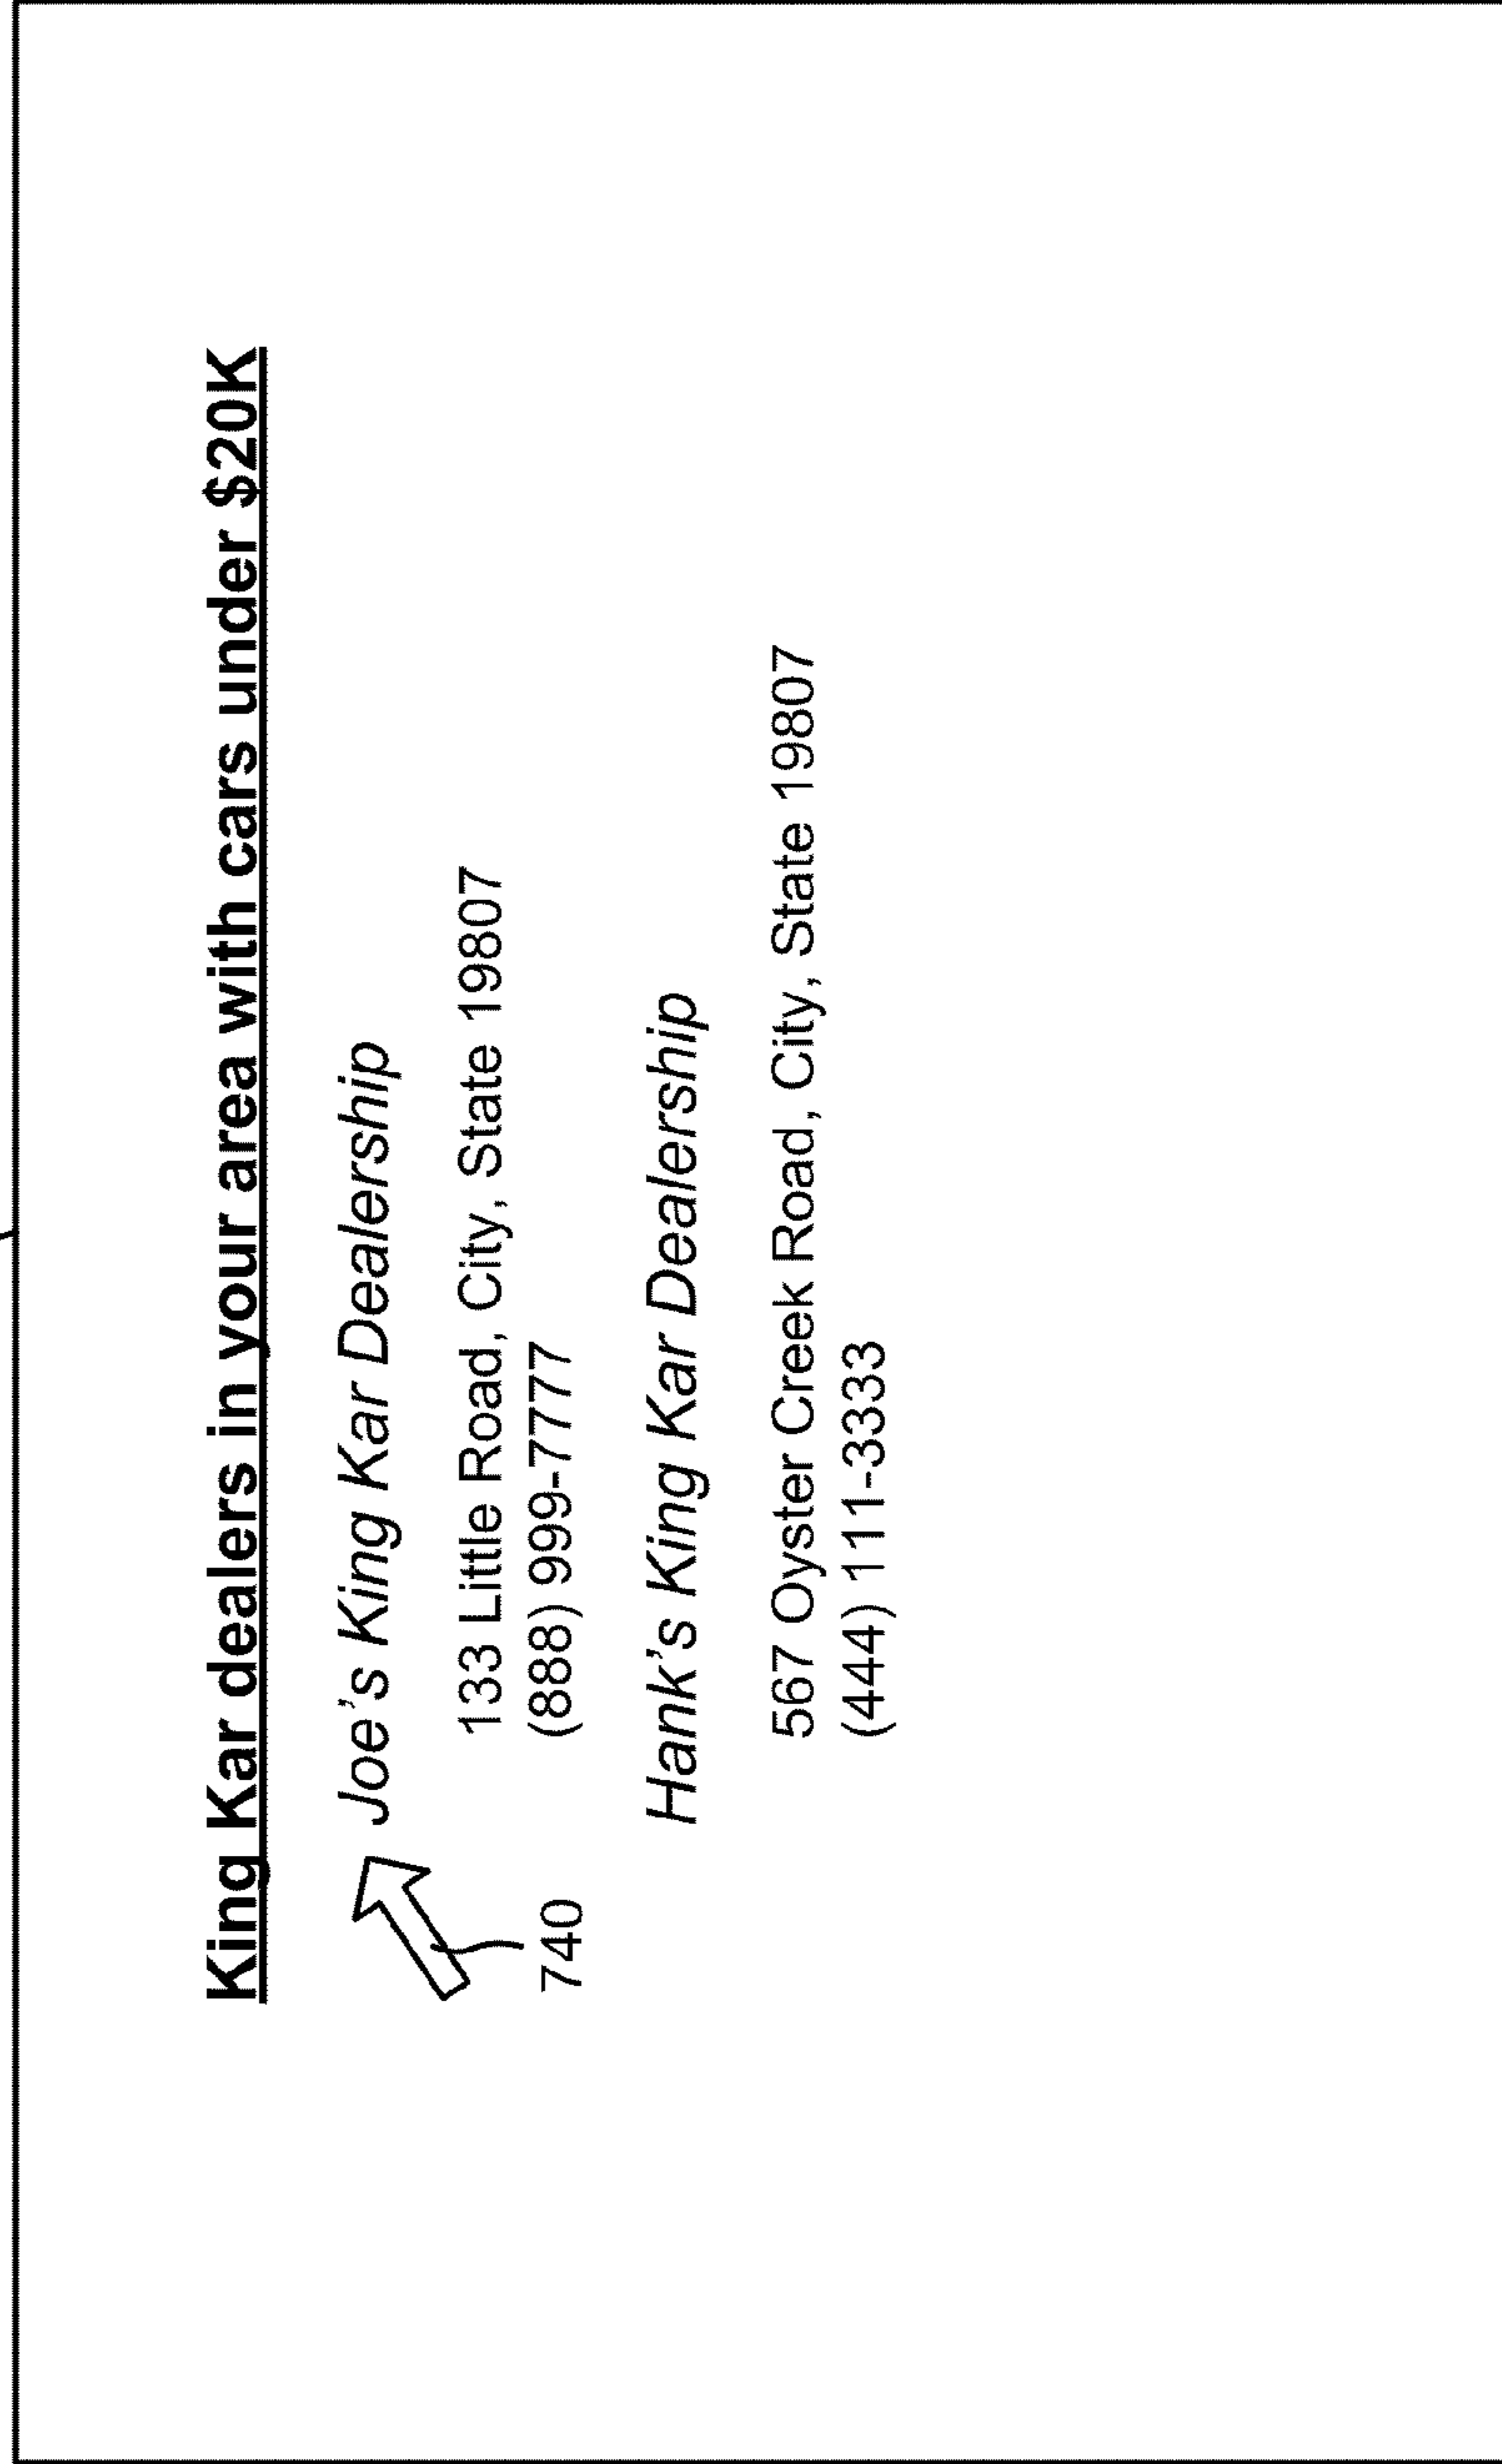 King Kar dealers in your area with cars under $20K
Joe's King Kar Dealership
133 Little Road, City, State 19807
(888) 999-7777
740
Hank's King Kar Dealership
567 Oyster Creek Road, City, State 19807
(444) 111-3333